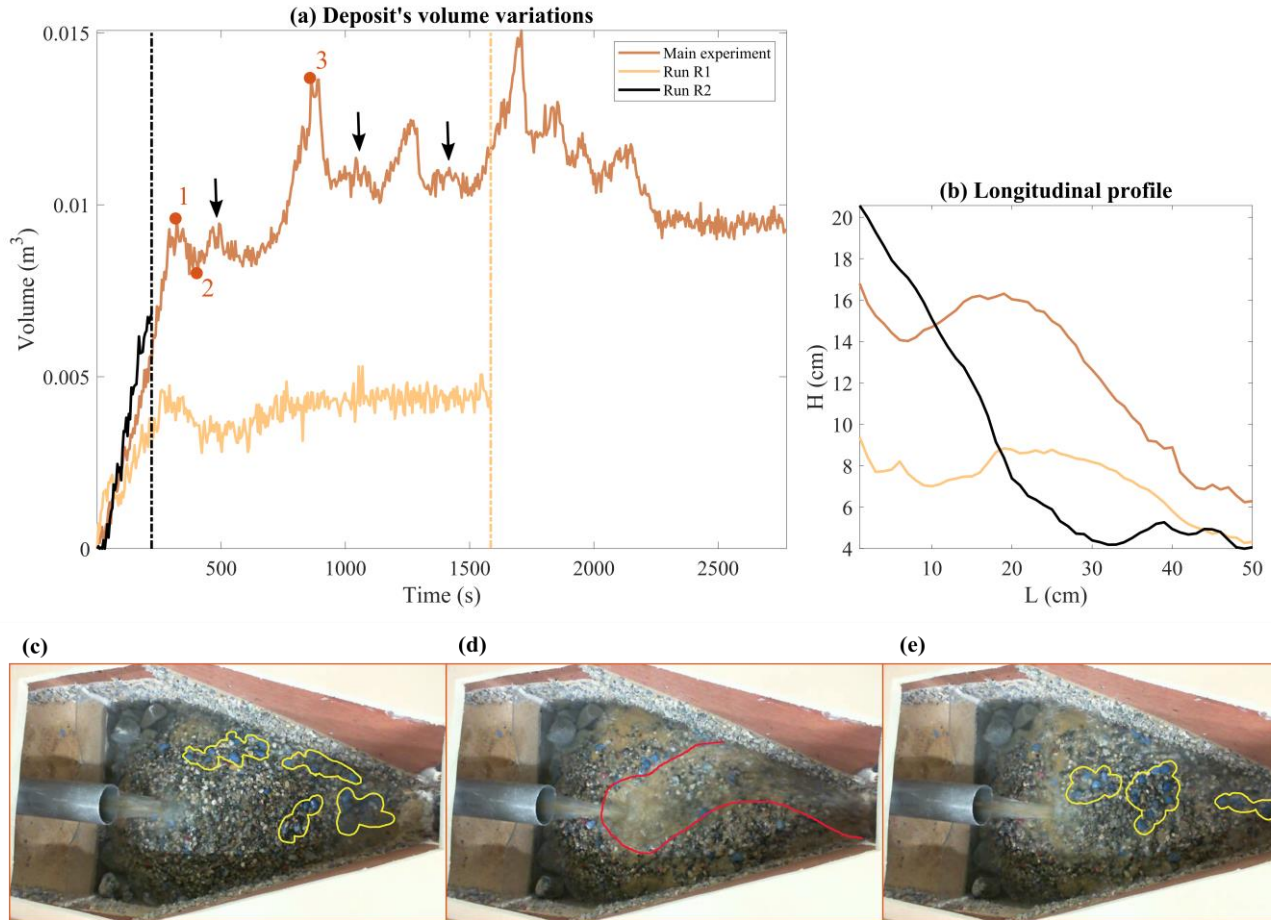 (a) Deposit's volume variations
0.015
0.01
0.005
0
Volume (m³)
1
2
3
Main experiment
Run R1
Run R2
500
1000
1500
2000
2500
Time (s)
(b) Longitudinal profile
20
18
16
14
12
10
8
6
4
H (cm)
10
20
30
40
50
L (cm)
(c)
(d)
(e)